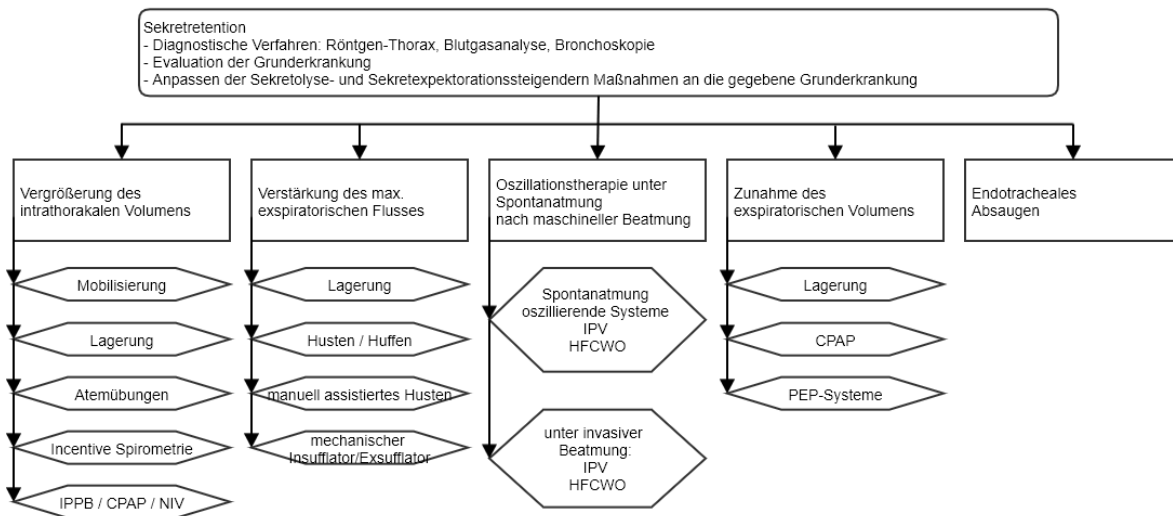 Sekretretention
- Diagnostische Verfahren: Röntgen-Thorax, Blutgasanalyse, Bronchoskopie
- Evaluation der Grunderkrankung
- Anpassen der Sekretolyse- und Sekretexpektorationssteigendern Maßnahmen an die gegebene Grunderkrankung
Vergrößerung des
intrathorakalen Volumens
Mobilisierung
Lagerung
Atemübungen
Incentive Spirometrie
IPPB / CPAP / NIV
Verstärkung des max.
exspiratorischen Flusses
Lagerung
Husten / Huffen
manuell assistiertes Husten
mechanischer
Insufflator/Exsufflator
Oszillationstherapie unter
Spontanatmung
nach maschineller Beatmung
Spontanatmung
oszillierende Systeme
IPV
HFCWO
unter invasiver
Beatmung:
IPV
HFCWO
Zunahme des
exspiratorischen Volumens
Lagerung
CPAP
PEP-Systeme
Endotracheales
Absaugen